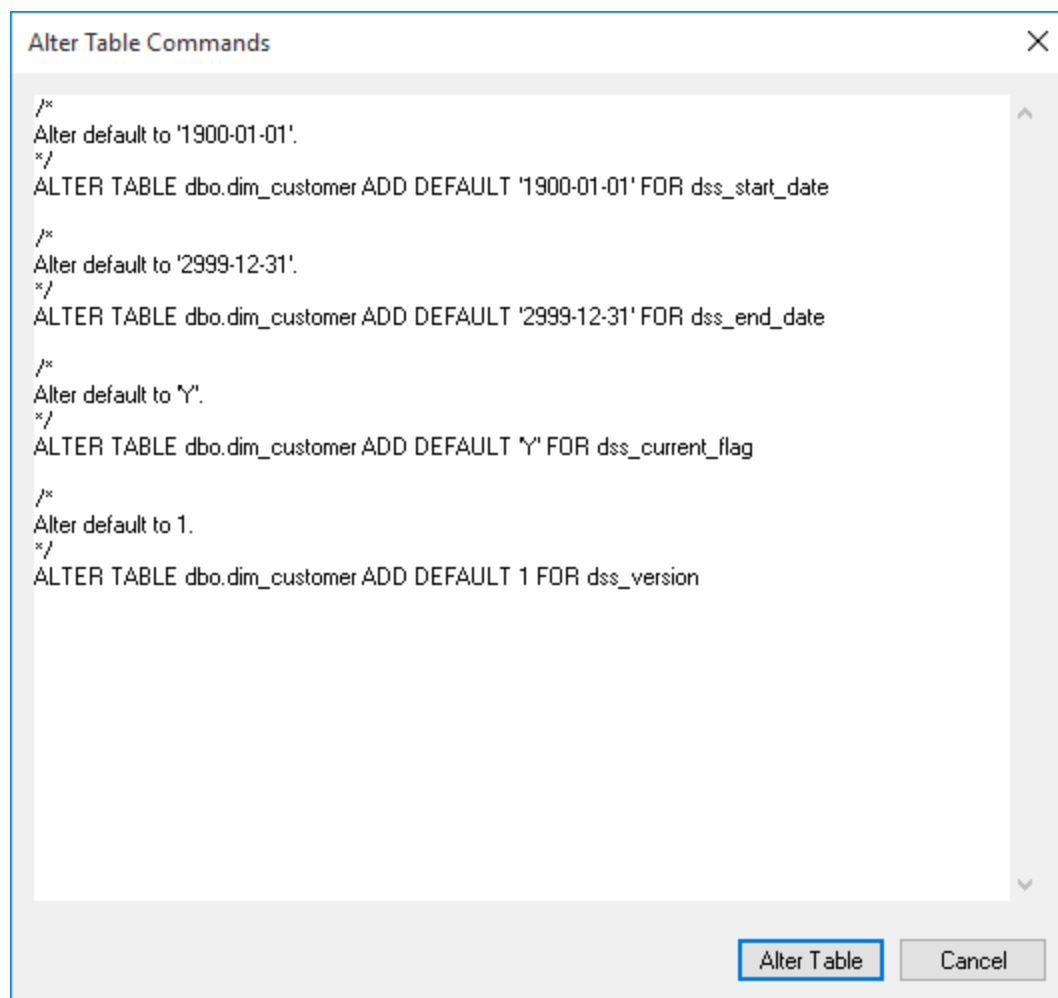 Alter Table Commands
/*
Alter default to '1900-01-01'.
*/
ALTER TABLE dbo.dim_customer ADD DEFAULT '1900-01-01' FOR dss_start_date
/*
Alter default to '2999-12-31'.
*/
ALTER TABLE dbo.dim_customer ADD DEFAULT '2999-12-31' FOR dss_end_date
/*
Alter default to 'Y'.
*/
ALTER TABLE dbo.dim_customer ADD DEFAULT 'Y' FOR dss_current_flag
/*
Alter default to 1.
*/
ALTER TABLE dbo.dim_customer ADD DEFAULT 1 FOR dss_version
Alter Table Cancel